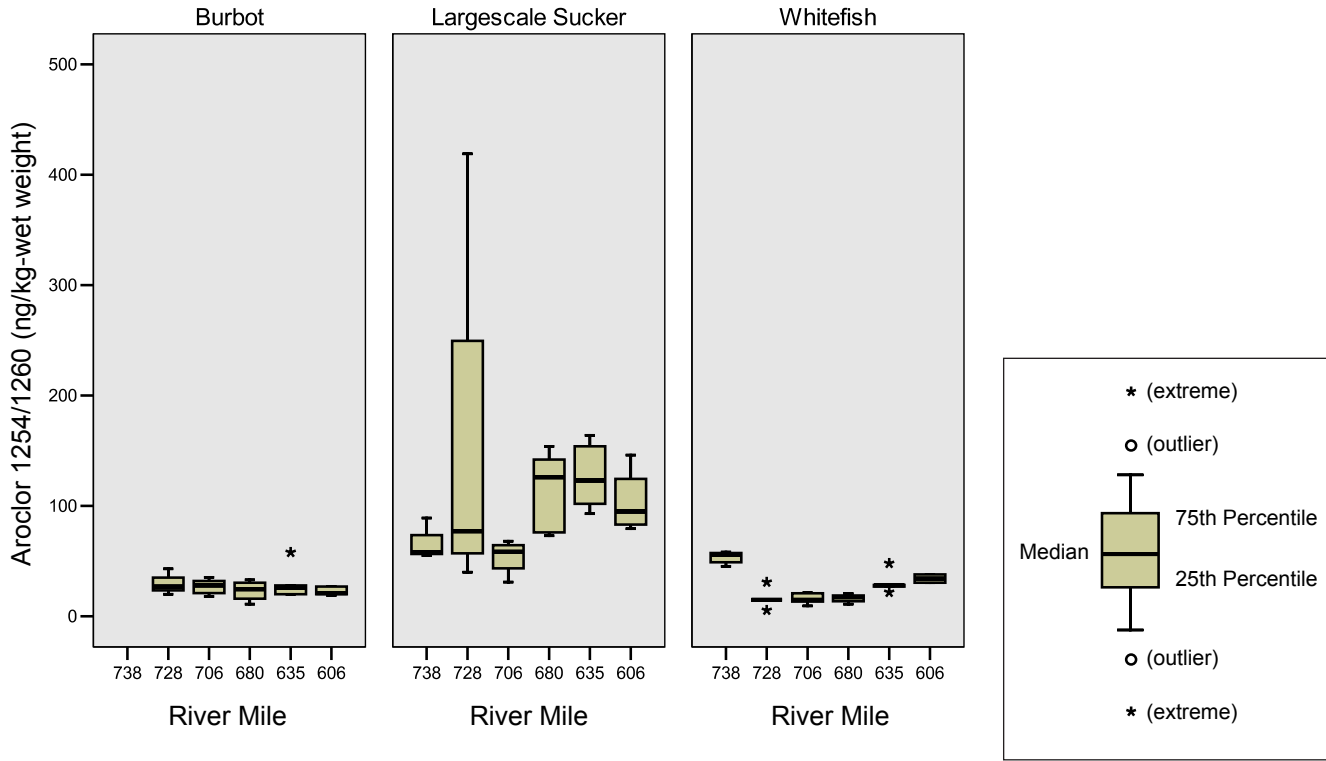 Burbot Largescale Sucker Whitefish
Aroclor 1254/1260 (ng/kg-wet weight)
500
400
300
200
100
0
738 728 706 680 635 606 738 728 706 680 635 606 738 728 706 680 635 606
River Mile River Mile River Mile
* (extreme)
(outlier)
75th Percentile
Median
25th Percentile
(outlier)
* (extreme)